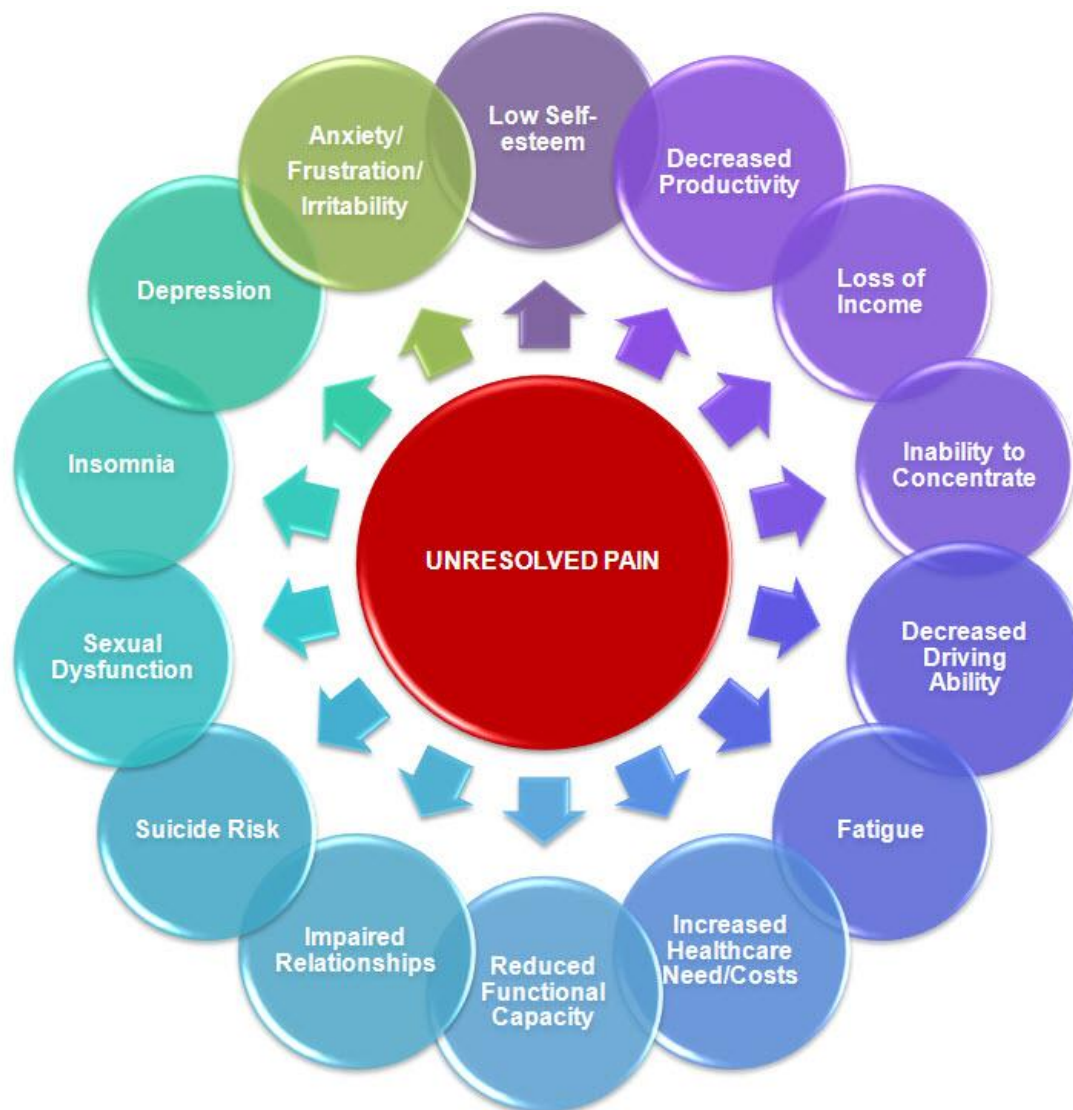 Low Self-
esteem
Decreased
Productivity
Loss of
Income
Inability to
Concentrate
Decreased
Driving
Ability
Fatigue
Increased
Healthcare
Need/Costs
Reduced
Functional
Capacity
Impaired
Relationships
Suicide Risk
Sexual
Dysfunction
Insomnia
Depression
Anxiety/
Frustration/
Irritability
UNRESOLVED PAIN